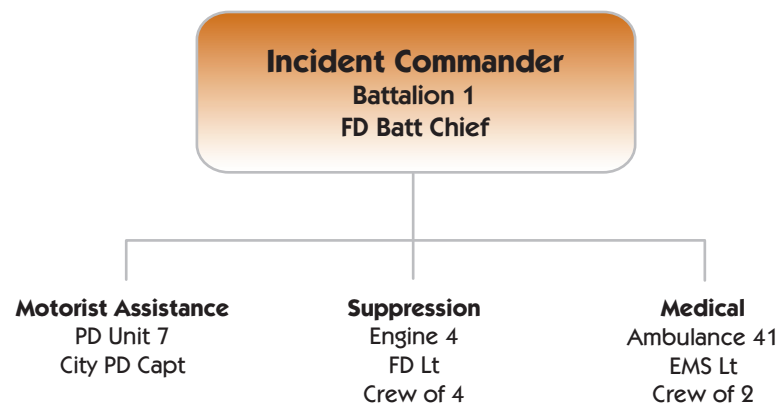 Incident Commander
Battalion 1
FD Batt Chief
Motorist Assistance
PD Unit 7
City PD Capt
Suppression
Engine 4
FD Lt
Crew of 4
Medical
Ambulance 41
EMS Lt
Crew of 2